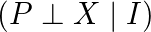 (P ⊥ X | I)